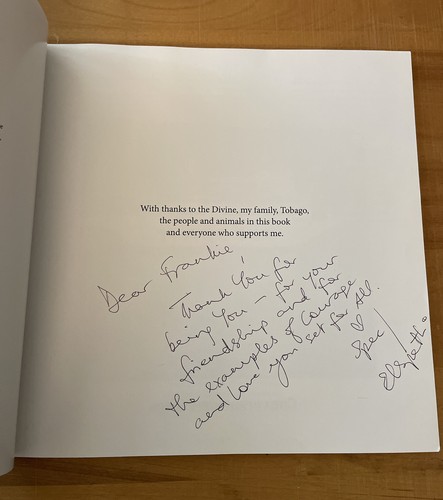 With thanks to the Divine, my family, Tobago,
the people and animals in this book
and everyone who supports me.
Dear Frankie,
Thank You for
being You – for your
friendship and for
the examples of courage
and love you set for all.